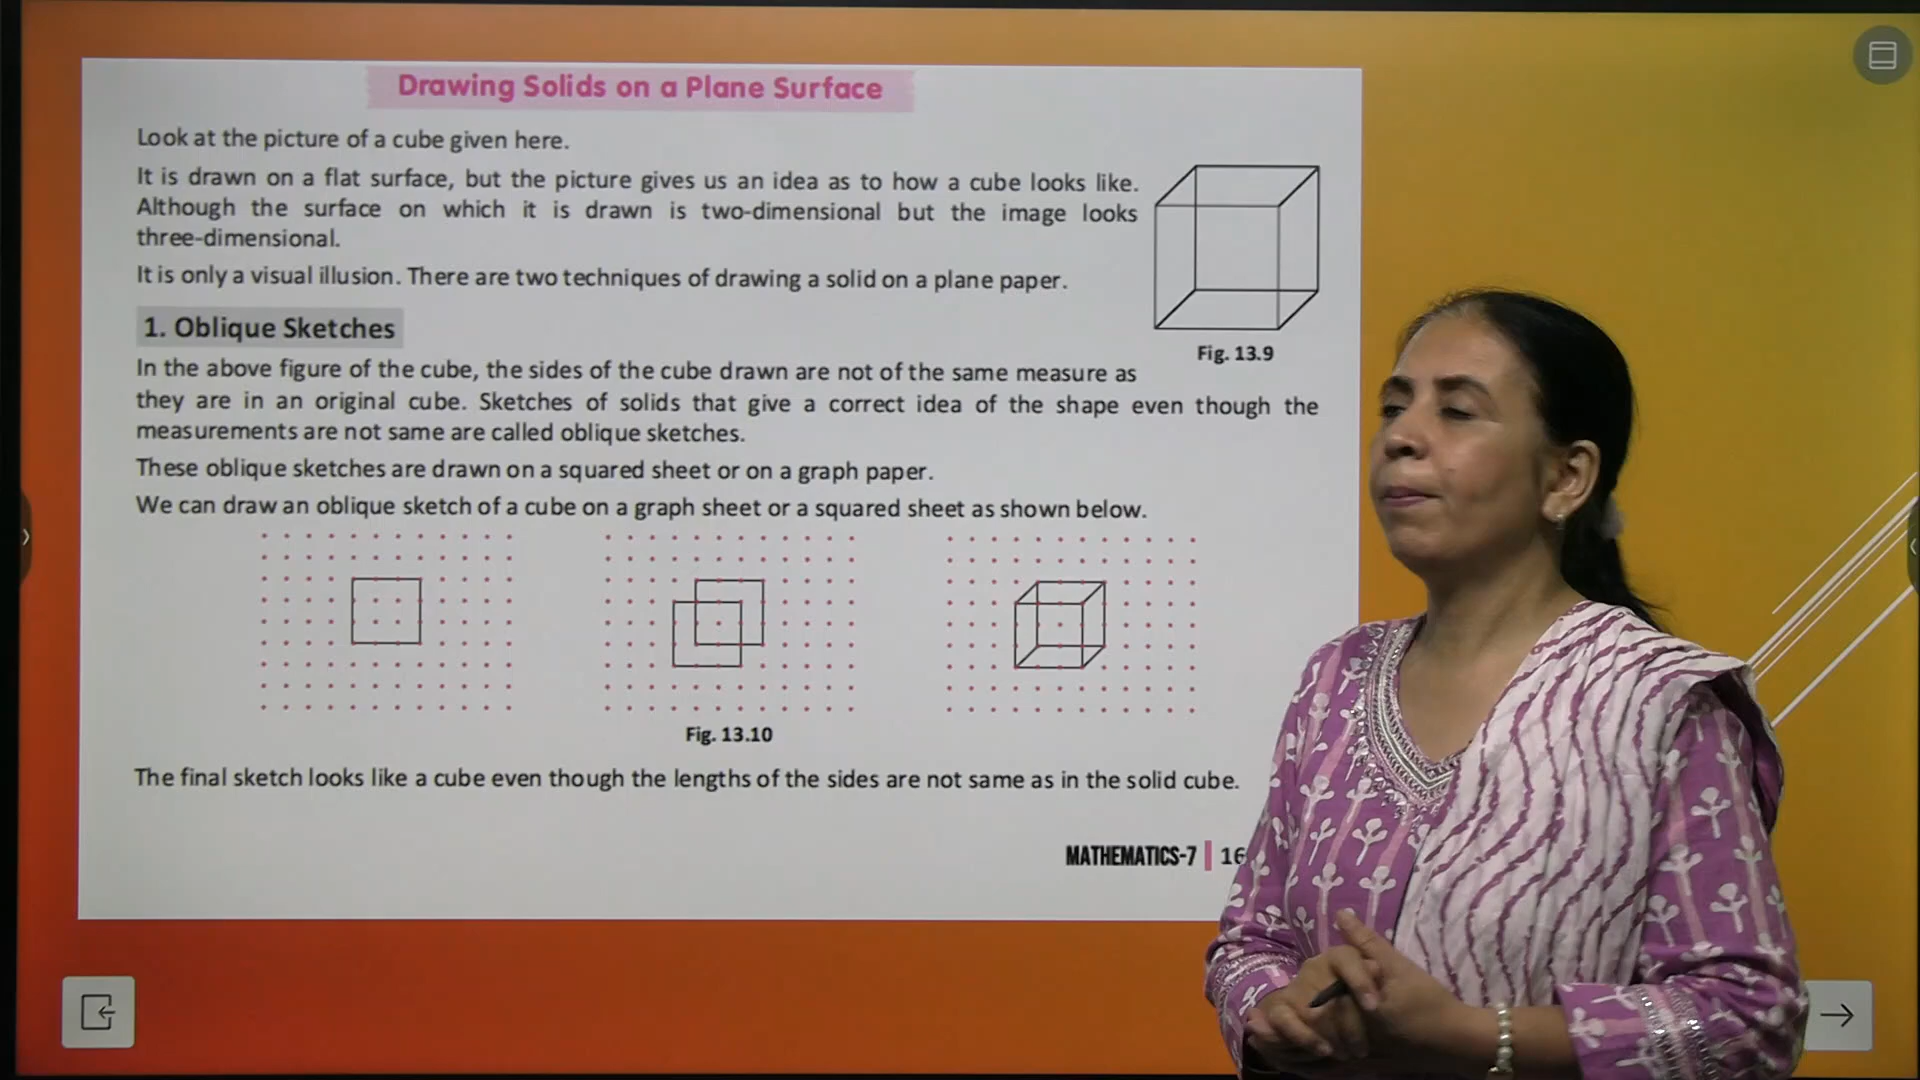 Drawing Solids on a Plane Surface
Look at the picture of a cube given here.
It is drawn on a flat surface, but the picture gives us an idea as to how a cube looks like.
Although the surface on which it is drawn is two-dimensional but the image looks
three-dimensional.
It is only a visual illusion. There are two techniques of drawing a solid on a plane paper.
Fig. 13.9
1. Oblique Sketches
In the above figure of the cube, the sides of the cube drawn are not of the same measure as
they are in an original cube. Sketches of solids that give a correct idea of the shape even though the
measurements are not same are called oblique sketches.
These oblique sketches are drawn on a squared sheet or on a graph paper.
We can draw an oblique sketch of a cube on a graph sheet or a squared sheet as shown below.
Fig. 13.10
The final sketch looks like a cube even though the lengths of the sides are not same as in the solid cube.
MATHEMATICS-7